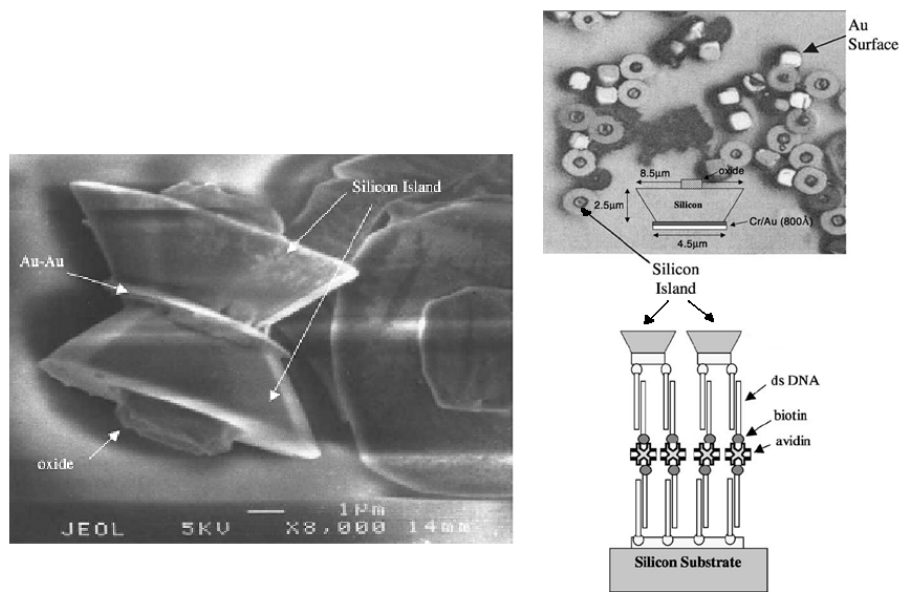 Silicon Island
Au-Au
oxide
1μm
JEOL 5KV X8,000 14mm
Au
Surface
oxide
8.5μm
2.5μm
Silicon
Cr/Au (800Å)
4.5μm
Silicon
Island
ds DNA
biotin
avidin
Silicon Substrate